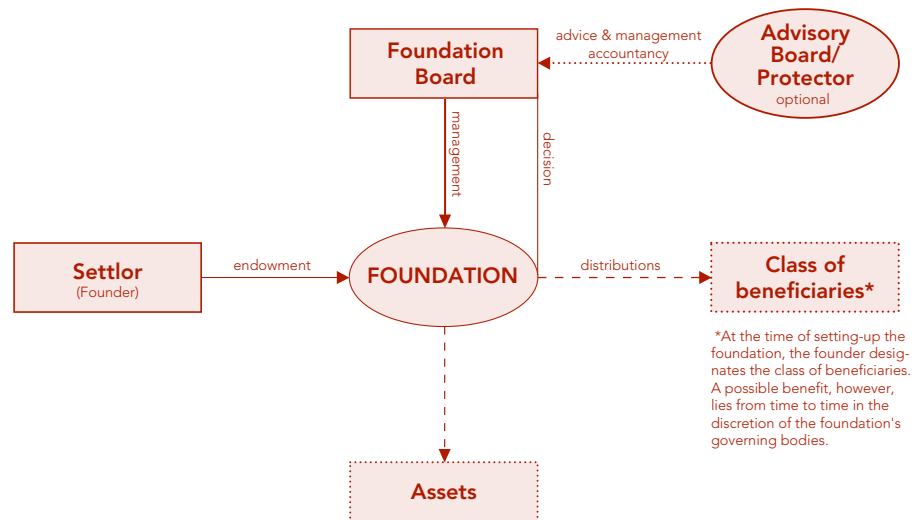 Foundation
Board
advice & management
accountancy
Advisory
Board/
Protector
optional
management
decision
Settlor
(Founder)
endowment
FOUNDATION
distributions
Class of
beneficiaries*
*At the time of setting-up the
foundation, the founder desig-
nates the class of beneficiaries.
A possible benefit, however,
lies from time to time in the
discretion of the foundation's
governing bodies.
Assets